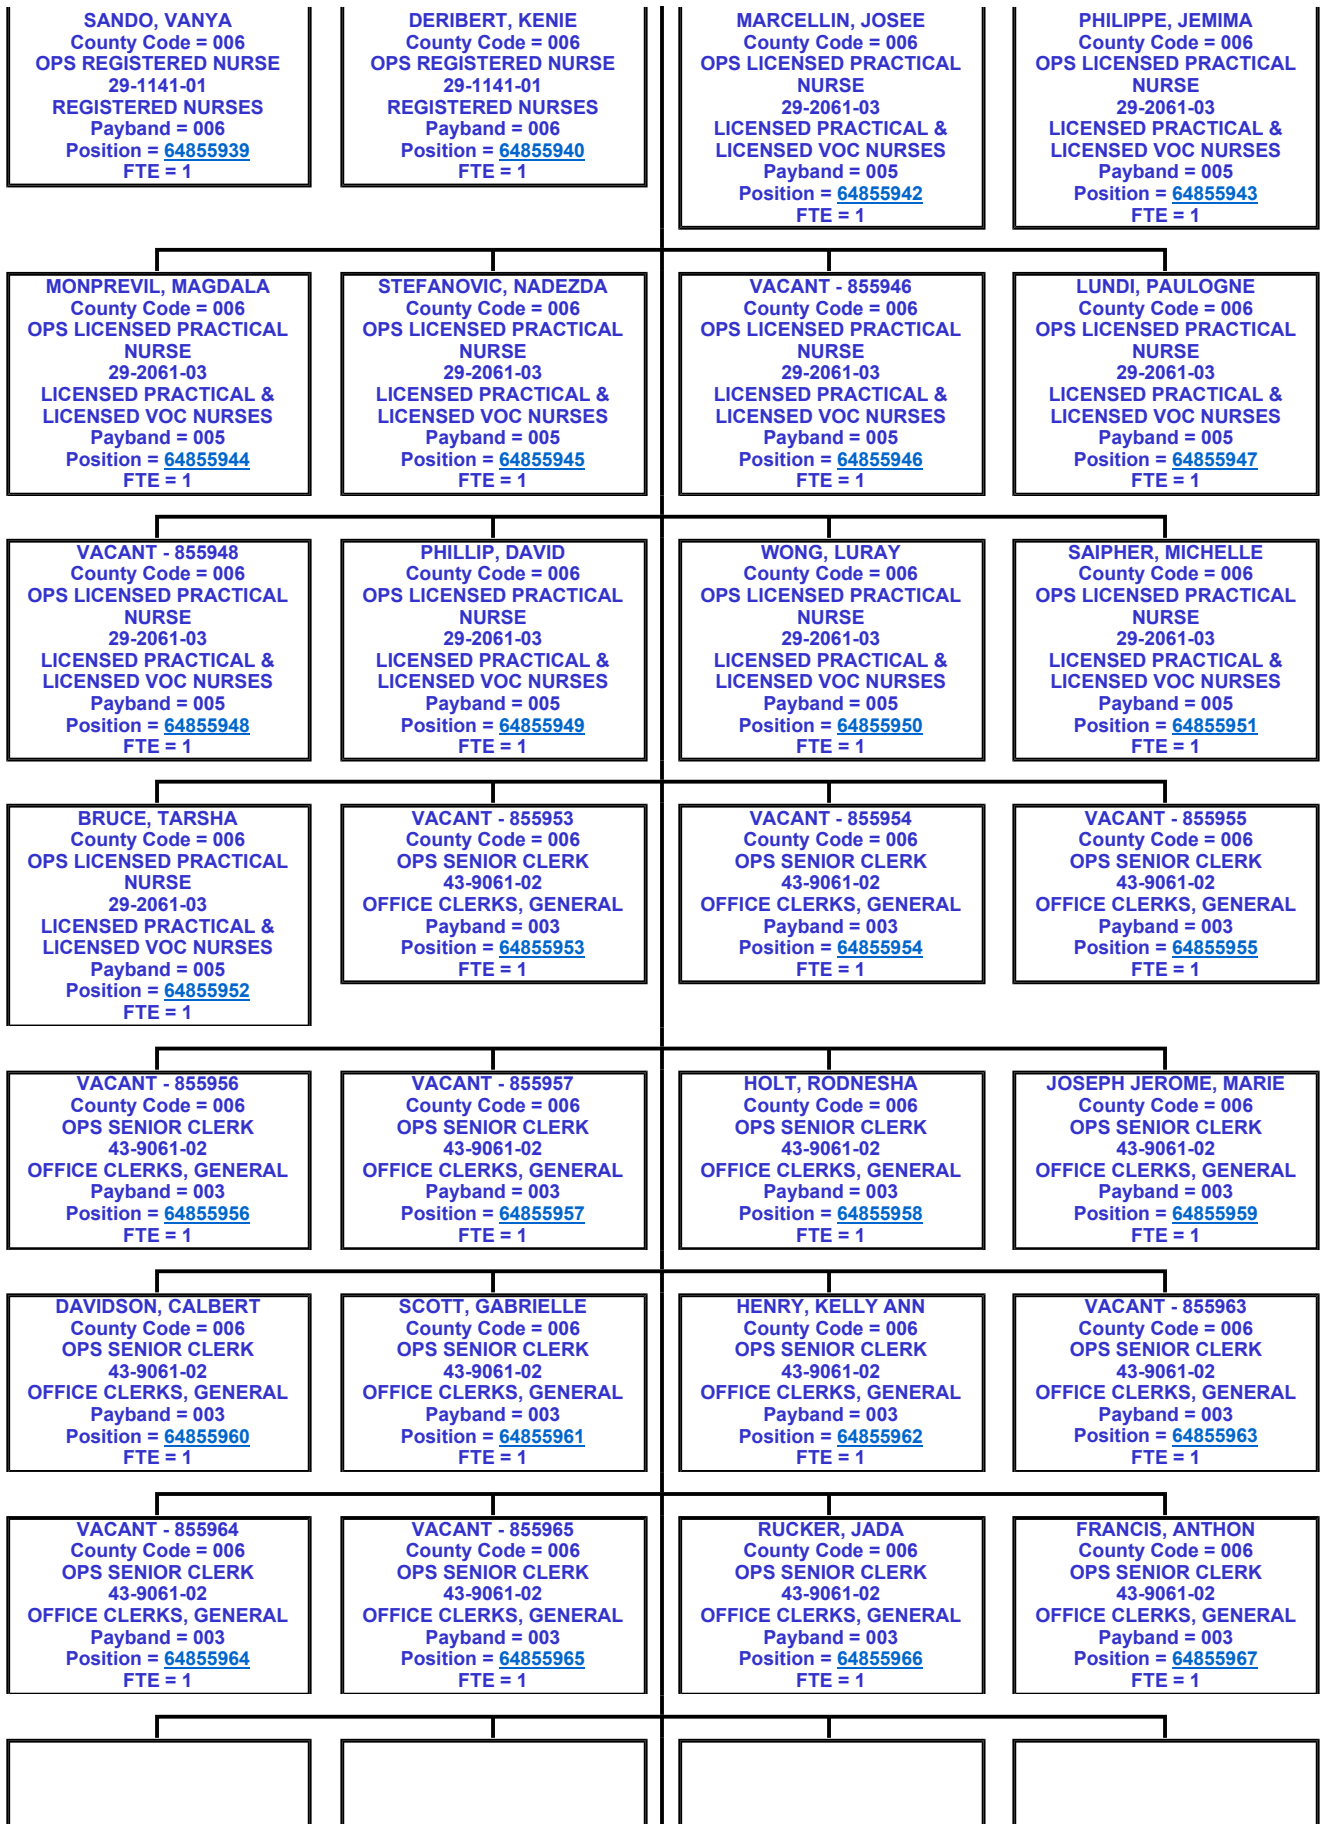 SANDO, VANYA
County Code = 006
OPS REGISTERED NURSE
29-1141-01
REGISTERED NURSES
Payband = 006
Position = 64855939
FTE = 1
DERIBERT, KENIE
County Code = 006
OPS REGISTERED NURSE
29-1141-01
REGISTERED NURSES
Payband = 006
Position = 64855940
FTE = 1
MARCELLIN, JOSEE
County Code = 006
OPS LICENSED PRACTICAL
NURSE
29-2061-03
LICENSED PRACTICAL &
LICENSED VOC NURSES
Payband = 005
Position = 64855942
FTE = 1
PHILIPPE, JEMIMA
County Code = 006
OPS LICENSED PRACTICAL
NURSE
29-2061-03
LICENSED PRACTICAL &
LICENSED VOC NURSES
Payband = 005
Position = 64855943
FTE = 1
MONPREVIL, MAGDALA
County Code = 006
OPS LICENSED PRACTICAL
NURSE
29-2061-03
LICENSED PRACTICAL &
LICENSED VOC NURSES
Payband = 005
Position = 64855944
FTE = 1
STEFANOVIC, NADEZDA
County Code = 006
OPS LICENSED PRACTICAL
NURSE
29-2061-03
LICENSED PRACTICAL &
LICENSED VOC NURSES
Payband = 005
Position = 64855945
FTE = 1
VACANT - 855946
County Code = 006
OPS LICENSED PRACTICAL
NURSE
29-2061-03
LICENSED PRACTICAL &
LICENSED VOC NURSES
Payband = 005
Position = 64855946
FTE = 1
LUNDI, PAULOGNE
County Code = 006
OPS LICENSED PRACTICAL
NURSE
29-2061-03
LICENSED PRACTICAL &
LICENSED VOC NURSES
Payband = 005
Position = 64855947
FTE = 1
VACANT - 855948
County Code = 006
OPS LICENSED PRACTICAL
NURSE
29-2061-03
LICENSED PRACTICAL &
LICENSED VOC NURSES
Payband = 005
Position = 64855948
FTE = 1
PHILLIP, DAVID
County Code = 006
OPS LICENSED PRACTICAL
NURSE
29-2061-03
LICENSED PRACTICAL &
LICENSED VOC NURSES
Payband = 005
Position = 64855949
FTE = 1
WONG, LURAY
County Code = 006
OPS LICENSED PRACTICAL
NURSE
29-2061-03
LICENSED PRACTICAL &
LICENSED VOC NURSES
Payband = 005
Position = 64855950
FTE = 1
SAIPHER, MICHELLE
County Code = 006
OPS LICENSED PRACTICAL
NURSE
29-2061-03
LICENSED PRACTICAL &
LICENSED VOC NURSES
Payband = 005
Position = 64855951
FTE = 1
BRUCE, TARSHA
County Code = 006
OPS LICENSED PRACTICAL
NURSE
29-2061-03
LICENSED PRACTICAL &
LICENSED VOC NURSES
Payband = 005
Position = 64855952
FTE = 1
VACANT - 855953
County Code = 006
OPS SENIOR CLERK
43-9061-02
OFFICE CLERKS, GENERAL
Payband = 003
Position = 64855953
FTE = 1
VACANT - 855954
County Code = 006
OPS SENIOR CLERK
43-9061-02
OFFICE CLERKS, GENERAL
Payband = 003
Position = 64855954
FTE = 1
VACANT - 855955
County Code = 006
OPS SENIOR CLERK
43-9061-02
OFFICE CLERKS, GENERAL
Payband = 003
Position = 64855955
FTE = 1
VACANT - 855956
County Code = 006
OPS SENIOR CLERK
43-9061-02
OFFICE CLERKS, GENERAL
Payband = 003
Position = 64855956
FTE = 1
VACANT - 855957
County Code = 006
OPS SENIOR CLERK
43-9061-02
OFFICE CLERKS, GENERAL
Payband = 003
Position = 64855957
FTE = 1
HOLT, RODNESHA
County Code = 006
OPS SENIOR CLERK
43-9061-02
OFFICE CLERKS, GENERAL
Payband = 003
Position = 64855958
FTE = 1
JOSEPH JEROME, MARIE
County Code = 006
OPS SENIOR CLERK
43-9061-02
OFFICE CLERKS, GENERAL
Payband = 003
Position = 64855959
FTE = 1
DAVIDSON, CALBERT
County Code = 006
OPS SENIOR CLERK
43-9061-02
OFFICE CLERKS, GENERAL
Payband = 003
Position = 64855960
FTE = 1
SCOTT, GABRIELLE
County Code = 006
OPS SENIOR CLERK
43-9061-02
OFFICE CLERKS, GENERAL
Payband = 003
Position = 64855961
FTE = 1
HENRY, KELLY ANN
County Code = 006
OPS SENIOR CLERK
43-9061-02
OFFICE CLERKS, GENERAL
Payband = 003
Position = 64855962
FTE = 1
VACANT - 855963
County Code = 006
OPS SENIOR CLERK
43-9061-02
OFFICE CLERKS, GENERAL
Payband = 003
Position = 64855963
FTE = 1
VACANT - 855964
County Code = 006
OPS SENIOR CLERK
43-9061-02
OFFICE CLERKS, GENERAL
Payband = 003
Position = 64855964
FTE = 1
VACANT - 855965
County Code = 006
OPS SENIOR CLERK
43-9061-02
OFFICE CLERKS, GENERAL
Payband = 003
Position = 64855965
FTE = 1
RUCKER, JADA
County Code = 006
OPS SENIOR CLERK
43-9061-02
OFFICE CLERKS, GENERAL
Payband = 003
Position = 64855966
FTE = 1
FRANCIS, ANTHON
County Code = 006
OPS SENIOR CLERK
43-9061-02
OFFICE CLERKS, GENERAL
Payband = 003
Position = 64855967
FTE = 1